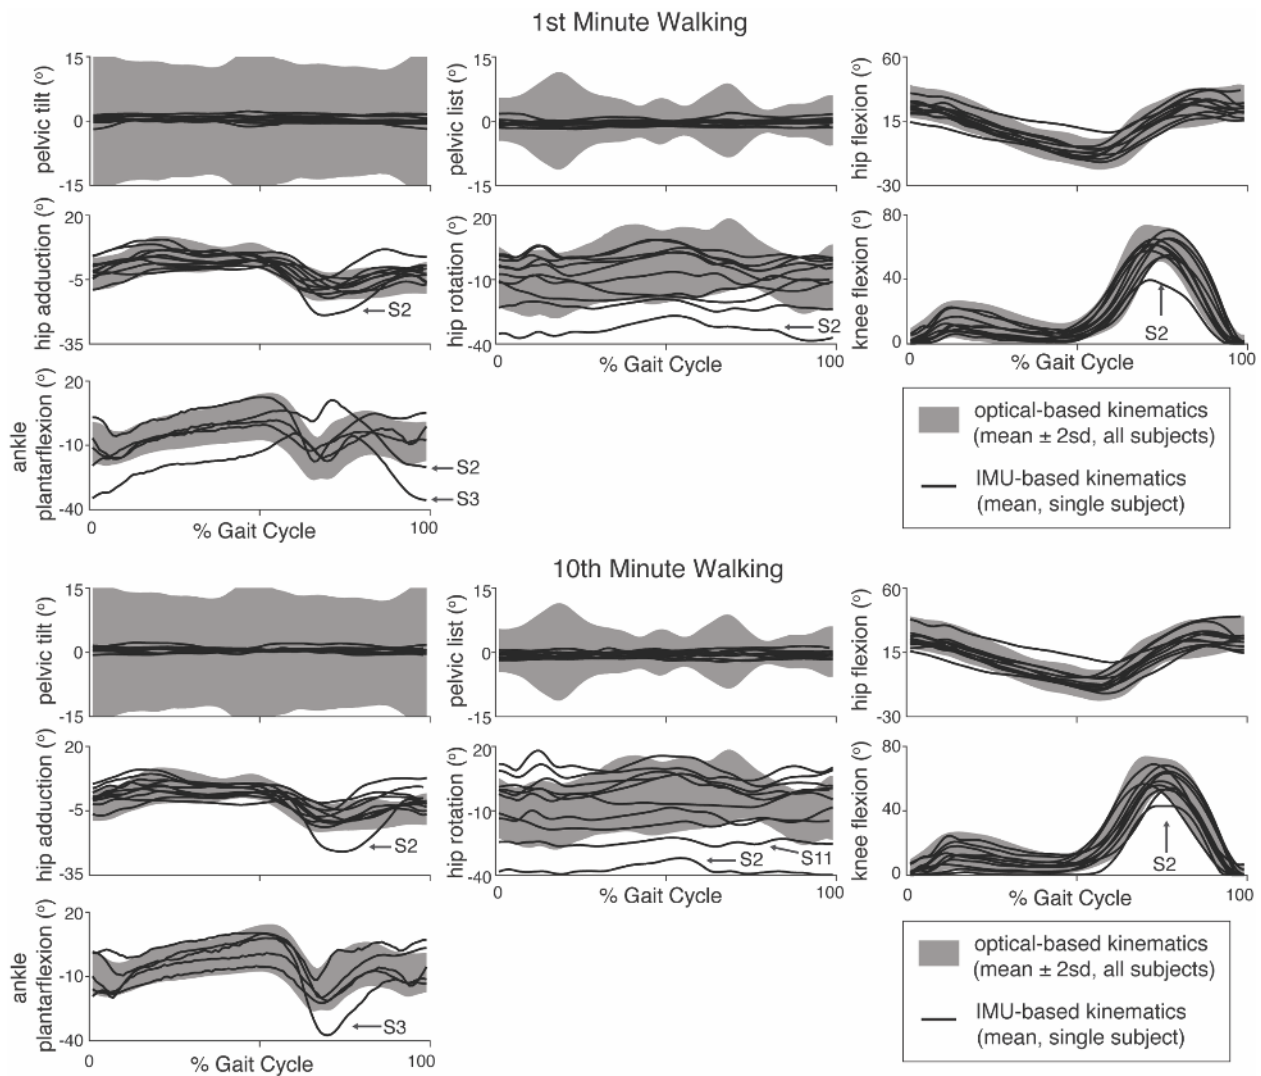 1st Minute Walking
pelvic tilt (°)
15
0
-15
pelvic list (°)
15
0
-15
hip flexion (°)
60
15
-30
hip adduction (°)
20
-5
-35
S2
hip rotation (°)
20
-10
-40
S2
0
% Gait Cycle
100
knee flexion (°)
80
40
0
S2
0
% Gait Cycle
100
ankle
plantarflexion (°)
20
-10
-40
S2
S3
0
% Gait Cycle
100
optical-based kinematics
(mean ± 2sd, all subjects)
IMU-based kinematics
(mean, single subject)
10th Minute Walking
pelvic tilt (°)
15
0
-15
pelvic list (°)
15
0
-15
hip flexion (°)
60
15
-30
hip adduction (°)
20
-5
-35
S2
hip rotation (°)
20
-10
-40
S2
S11
0
% Gait Cycle
100
knee flexion (°)
80
40
0
S2
0
% Gait Cycle
100
ankle
plantarflexion (°)
20
-10
-40
S3
0
% Gait Cycle
100
optical-based kinematics
(mean ± 2sd, all subjects)
IMU-based kinematics
(mean, single subject)